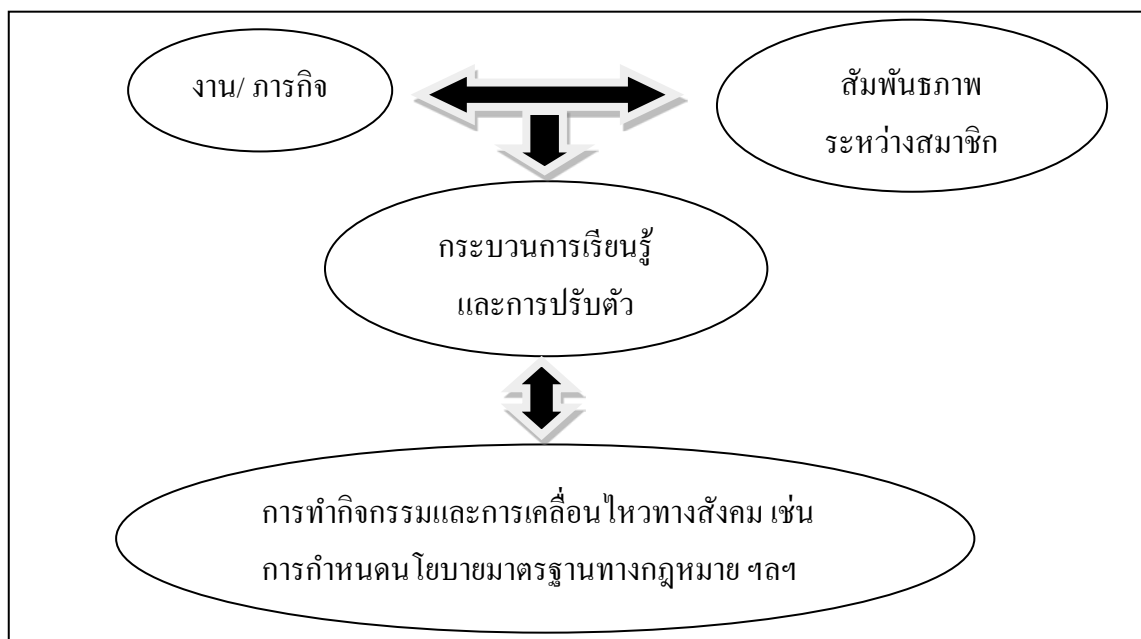 งาน/ ภารกิจ
สัมพันธภาพ
ระหว่างสมาชิก
กระบวนการเรียนรู้
และการปรับตัว
การทำกิจกรรมและการเคลื่อนไหวทางสังคม เช่น
การกำหนดนโยบายมาตรฐานทางกฎหมาย ฯลฯ